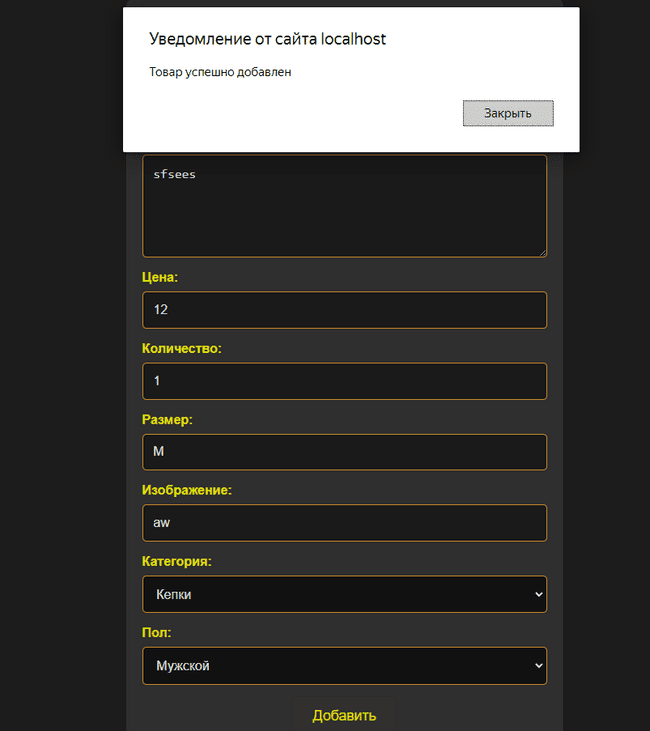 Уведомление от сайта localhost
Товар успешно добавлен
Закрыть
sfsees
Цена:
12
Количество:
1
Размер:
M
Изображение:
aw
Категория:
Кепки
Пол:
Мужской
Добавить